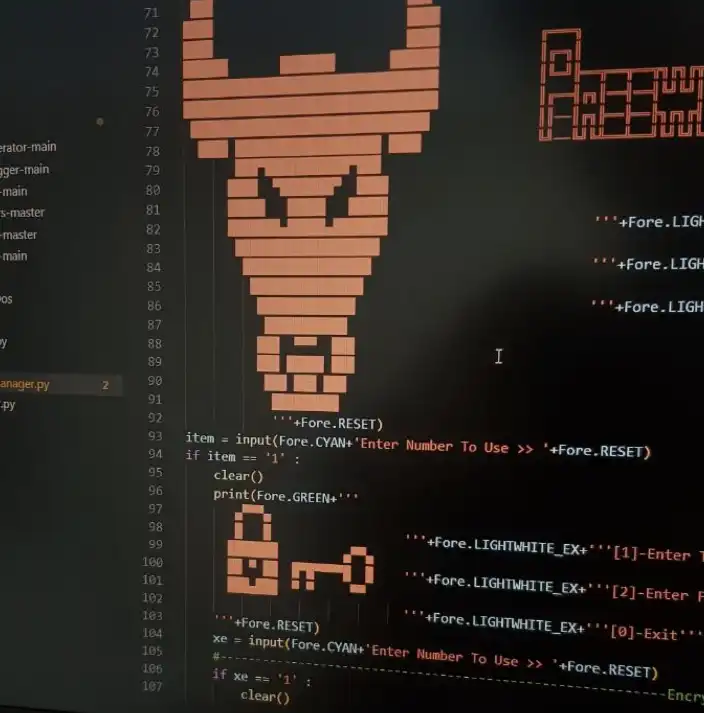 71
72
73
74
75
76
77
78
79
80
81
82
83
84
85
86
87
88
89
90
91
92
93
94
95
96
97
98
99
100
101
102
103
104
105
106
107
erator-main
gger-main
-main
rs-master
-master
-main
os
py
anager.py 2
.py
'''+Fore.LIGH
'''+Fore.LIGH
'''+Fore.LIGH
'''+Fore.RESET)
item = input(Fore.CYAN+'Enter Number To Use >> '+Fore.RESET)
if item == '1' :
clear()
print(Fore.GREEN+'''
'''+Fore.LIGHTWHITE_EX+'''[1]-Enter T
'''+Fore.LIGHTWHITE_EX+'''[2]-Enter F
'''+Fore.LIGHTWHITE_EX+'''[0]-Exit'''
'''+Fore.RESET)
xe = input(Fore.CYAN+'Enter Number To Use >> '+Fore.RESET)
#--------------------------------------------------Encry
if xe == '1' :
clear()